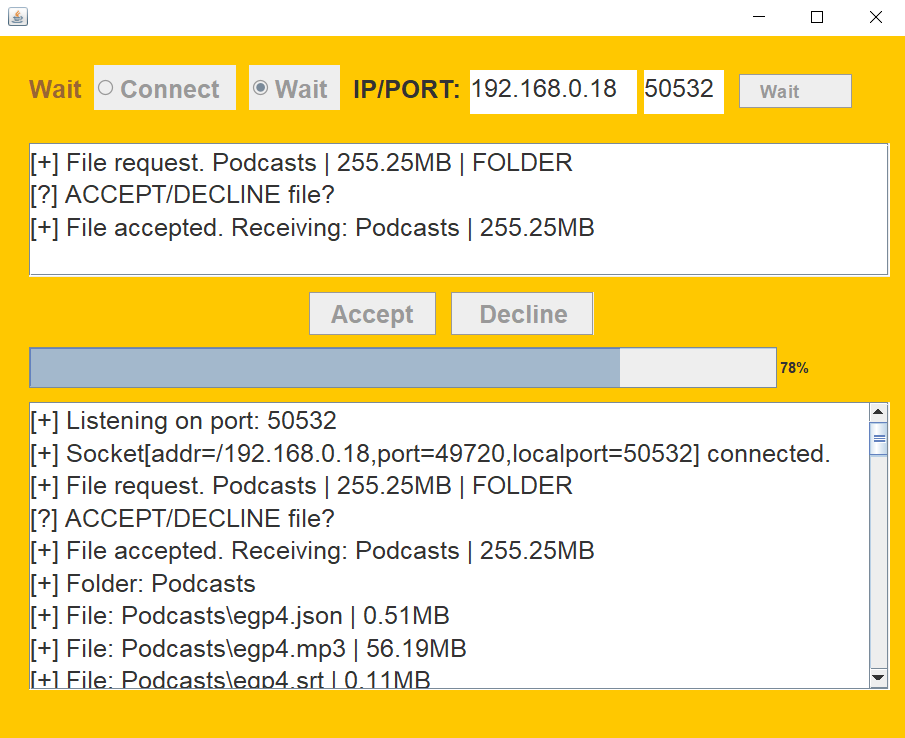 Wait Connect Wait IP/PORT: 192.168.0.18 50532 Wait
[+] File request. Podcasts | 255.25MB | FOLDER
[?] ACCEPT/DECLINE file?
[+] File accepted. Receiving: Podcasts | 255.25MB
Accept Decline
78%
[+] Listening on port: 50532
[+] Socket[addr=/192.168.0.18,port=49720,localport=50532] connected.
[+] File request. Podcasts | 255.25MB | FOLDER
[?] ACCEPT/DECLINE file?
[+] File accepted. Receiving: Podcasts | 255.25MB
[+] Folder: Podcasts
[+] File: Podcasts\egp4.json | 0.51MB
[+] File: Podcasts\egp4.mp3 | 56.19MB
[+] File: Podcasts\egp4.srt | 0.11MB